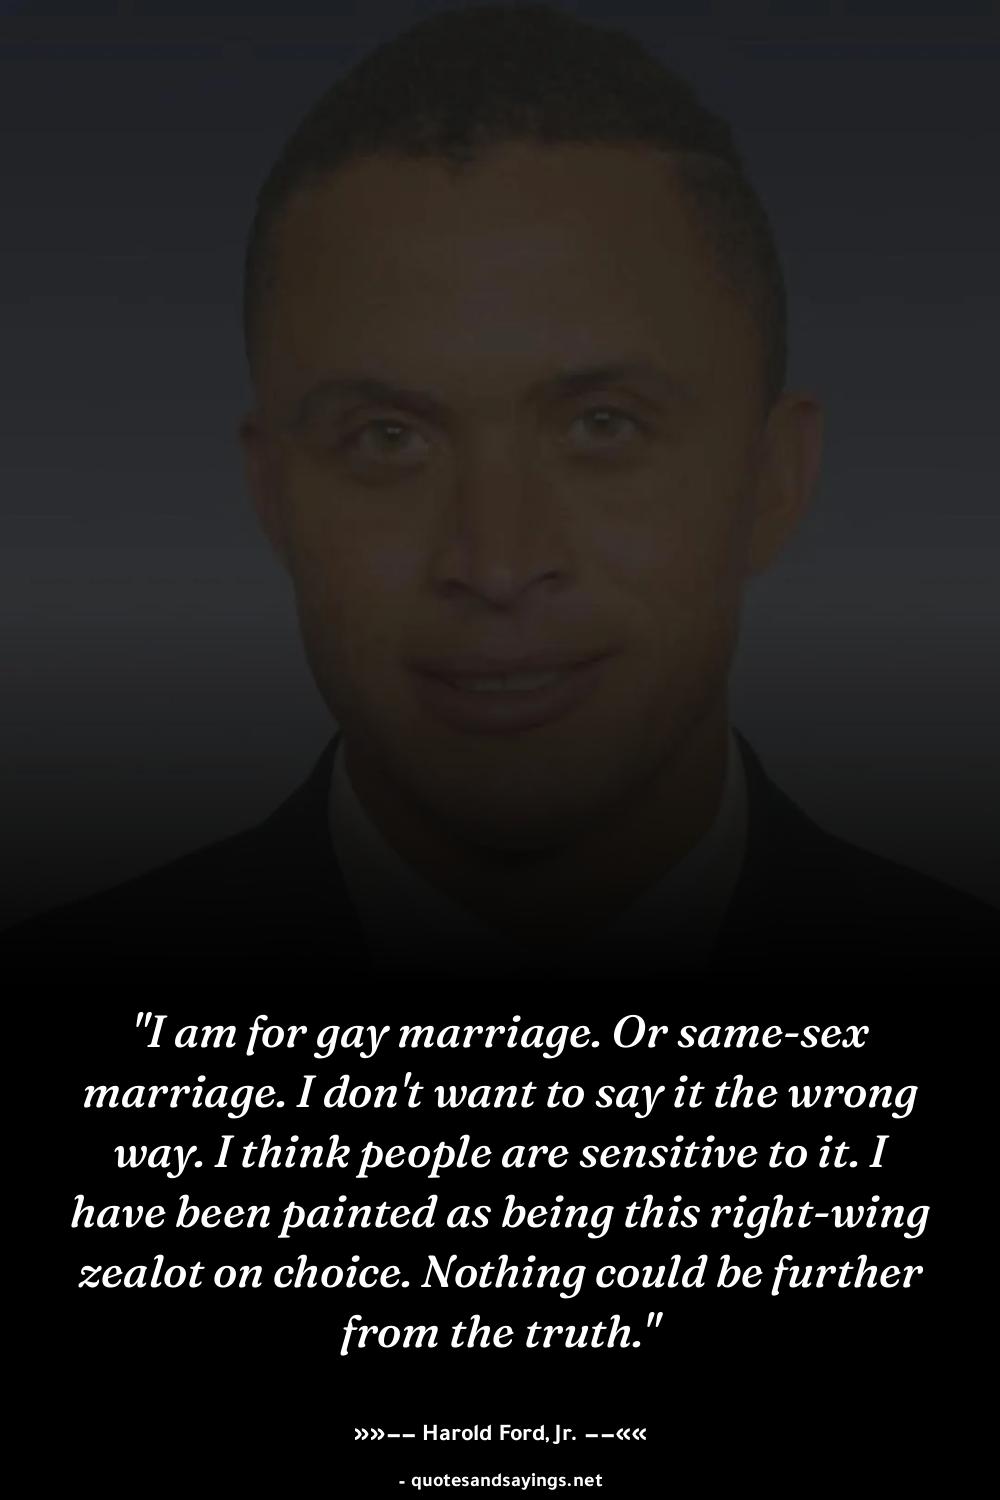 "I am for gay marriage. Or same-sex
marriage. I don't want to say it the wrong
way. I think people are sensitive to it. I
have been painted as being this right-wing
zealot on choice. Nothing could be further
from the truth."
»»–– Harold Ford, Jr. ––««
- quotesandsayings.net